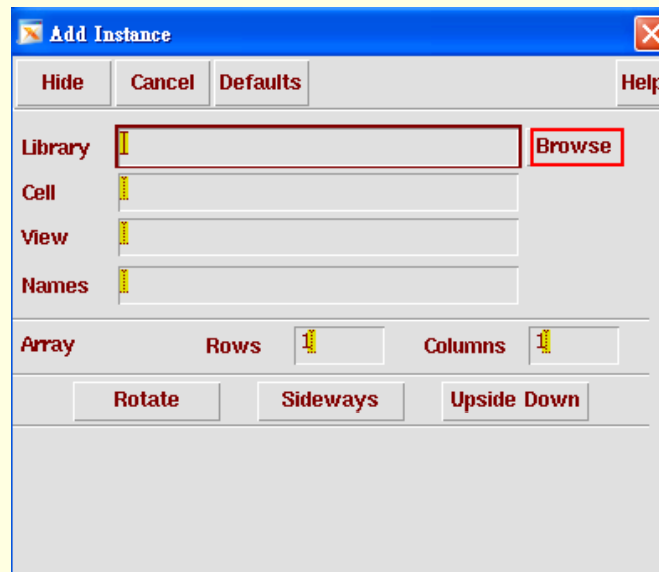 Add Instance
Hide Cancel Defaults Help
Library Browse
Cell
View
Names
Array Rows 1 Columns 1
Rotate Sideways Upside Down